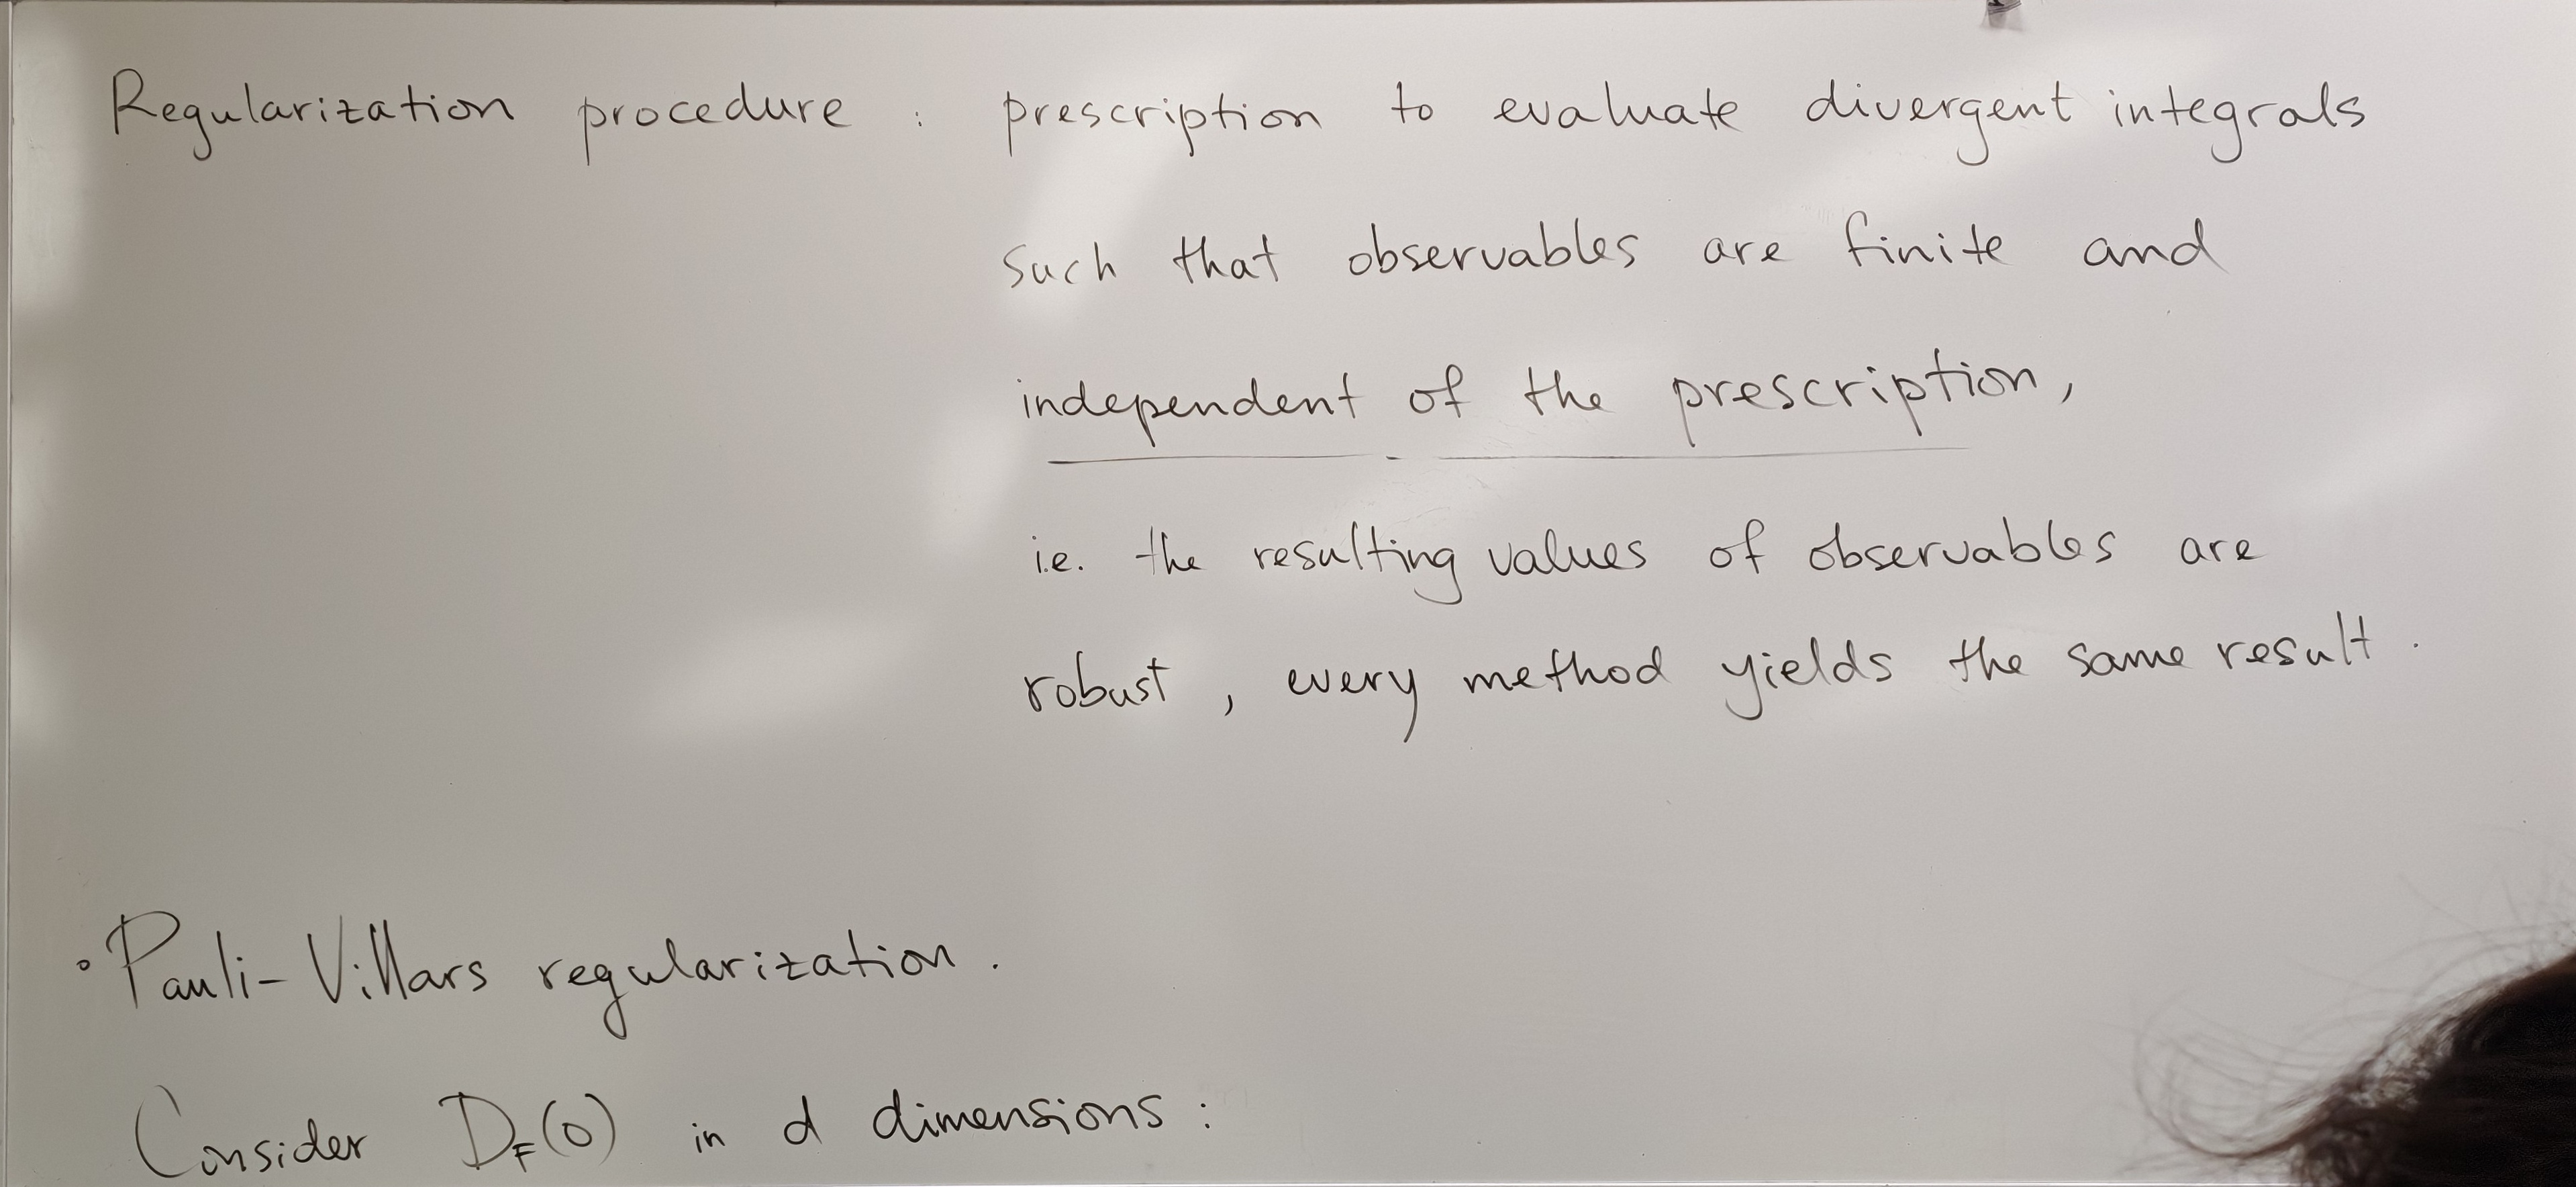 Regularization procedure : prescription to evaluate divergent integrals
such that observables are finite and
independent of the prescription,
i.e. the resulting values of observables are
robust , every method yields the same result .
• Pauli-Villars regularization .
Consider D_F(0) in d dimensions :